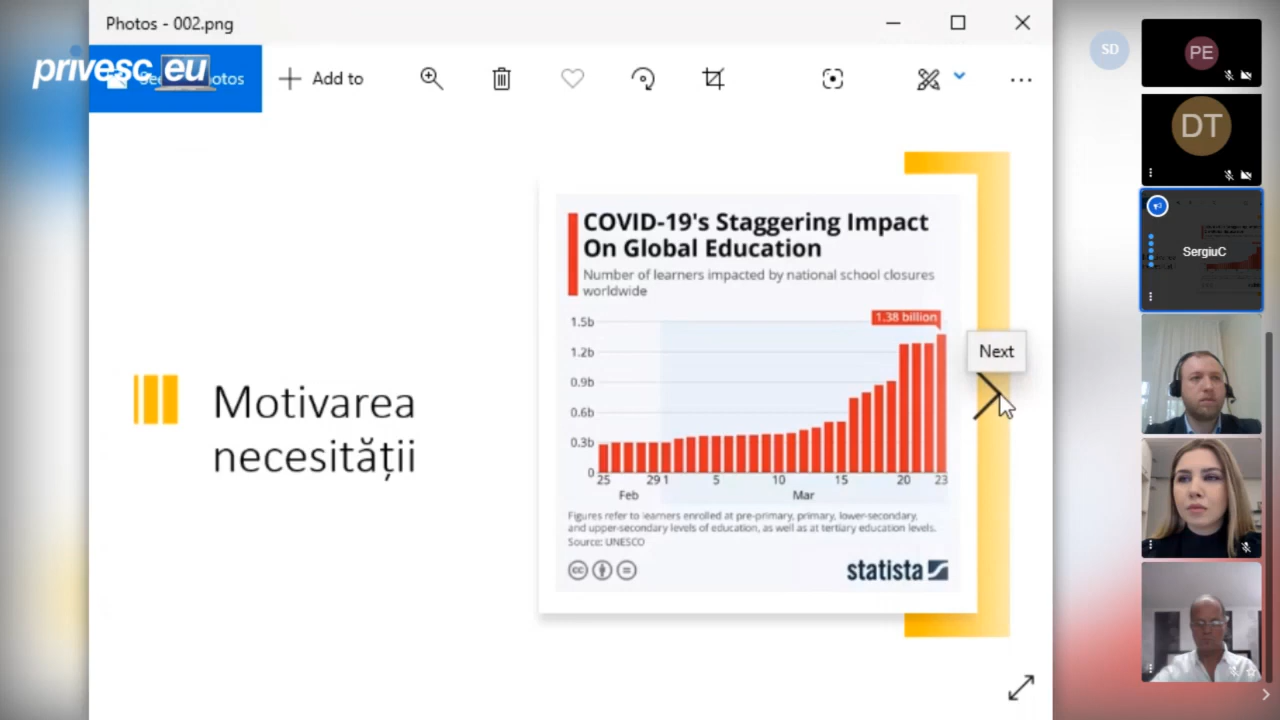 Photos - 002.png
privesc.eu
Add to
COVID-19's Staggering Impact
On Global Education
Number of learners impacted by national school closures
worldwide
1.38 billion
1.5b
1.2b
0.9b
0.6b
0.3b
0
25
29
1
5
10
15
20
23
Feb
Mar
Figures refer to learners enrolled at pre-primary, primary, lower-secondary,
and upper-secondary levels of education, as well as at tertiary education levels.
Source: UNESCO
cc
statista
Motivarea
necesității
Next
SD
PE
DT
SergiuC